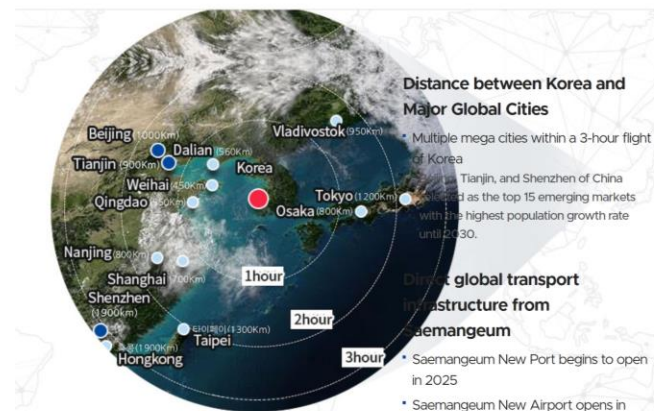 Beijing (1000Km)
Dalian (560Km)
Vladivostok (950Km)
Tianjin (900Km)
Korea
Weihai (450Km)
Qingdao
Tokyo (1200Km)
Osaka (800Km)
Nanjing (800Km)
Shanghai (700Km)
1hour
Shenzhen
(1900Km)
2hour
타이페이(1300Km)
Taipei
(1900Km)
Hongkong
3hour
Distance between Korea and
Major Global Cities
Multiple mega cities within a 3-hour flight
of Korea
Tianjin, and Shenzhen of China
as the top 15 emerging markets
with the highest population growth rate
until 2030.
Direct global transport
infrastructure from
Saemangeum
Saemangeum New Port begins to open
in 2025
Saemangeum New Airport opens in